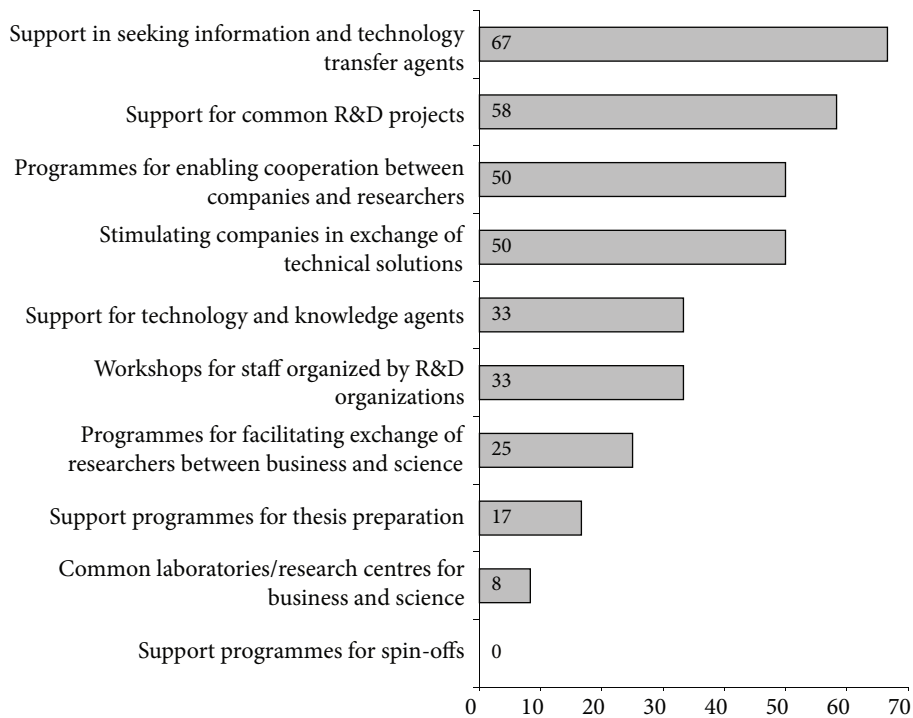 Support in seeking information and technology
transfer agents
67
Support for common R&D projects
58
Programmes for enabling cooperation between
companies and researchers
50
Stimulating companies in exchange of
technical solutions
50
Support for technology and knowledge agents
33
Workshops for staff organized by R&D
organizations
33
Programmes for facilitating exchange of
researchers between business and science
25
Support programmes for thesis preparation
17
Common laboratories/research centres for
business and science
8
Support programmes for spin-offs
0
0 10 20 30 40 50 60 70